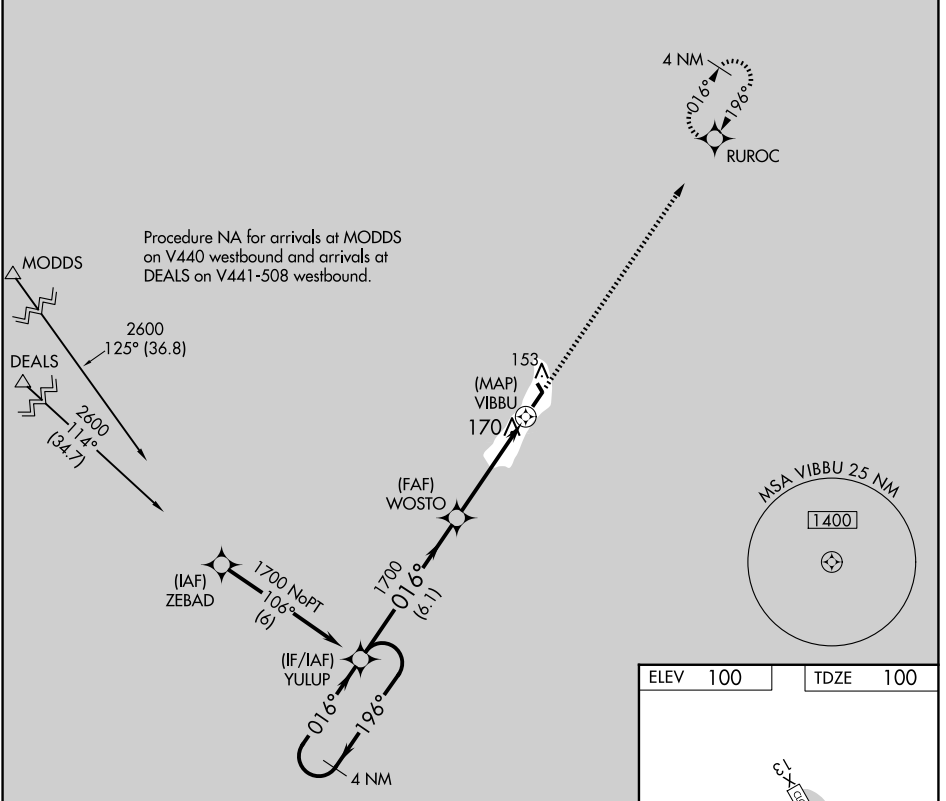 4 NM
016°
196°
RUROC
Procedure NA for arrivals at MODDS
on V440 westbound and arrivals at
DEALS on V441-508 westbound.
MODDS
2600
125° (36.8)
DEALS
2600
114°
(34.7)
153
(MAP)
VIBBU
170
(FAF)
WOSTO
MSA VIBBU 25 NM
1400
(IAF)
ZEBAD
1700 NoPT
106°
(6)
1700
016°
(6.1)
(IF/IAF)
YULUP
016°
196°
4 NM
ELEV 100
TDZE 100
13